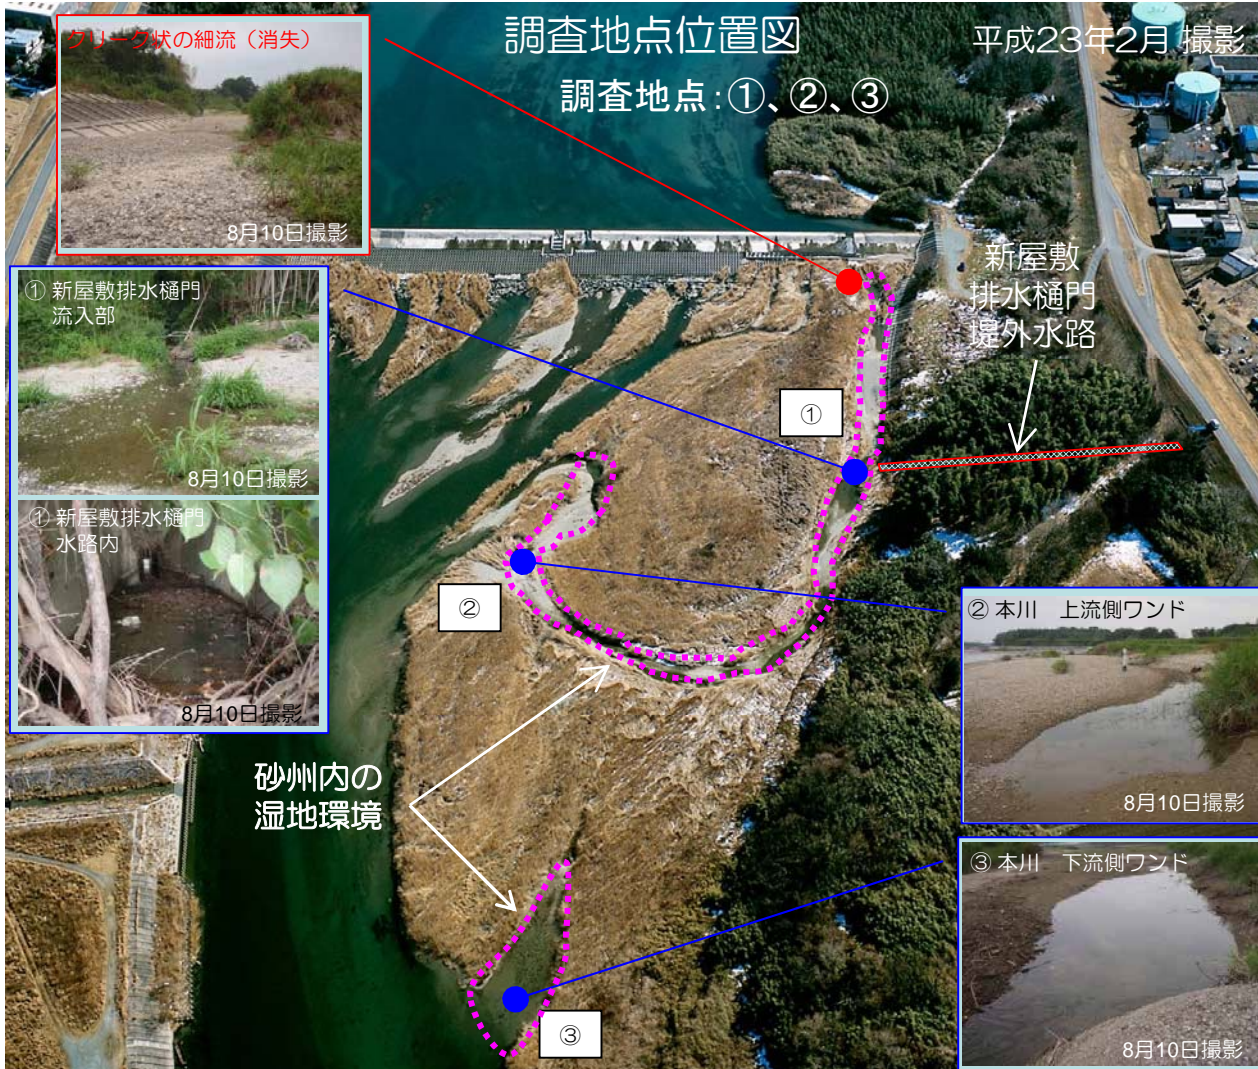 調査地点位置図
平成23年2月 撮影
調査地点:①、②、③
クリーク状の細流（消失）
8月10日撮影
① 新屋敷排水樋門
流入部
8月10日撮影
① 新屋敷排水樋門
水路内
8月10日撮影
新屋敷
排水樋門
堤外水路
①
②
② 本川　上流側ワンド
8月10日撮影
砂州内の
湿地環境
③ 本川　下流側ワンド
8月10日撮影
③